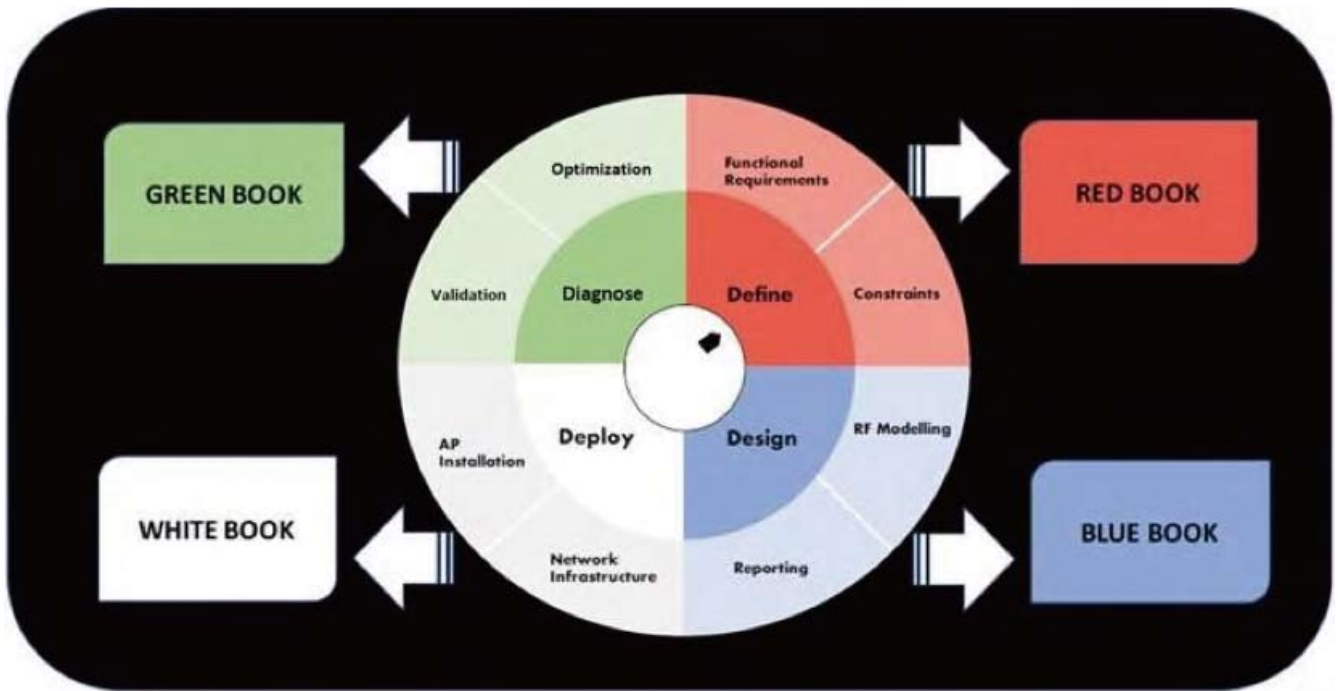 GREEN BOOK
RED BOOK
Optimization
Functional
Requirements
Validation
Diagnose
Define
Constraints
AP
Installation
Deploy
Design
RF Modelling
WHITE BOOK
BLUE BOOK
Network
Infrastructure
Reporting